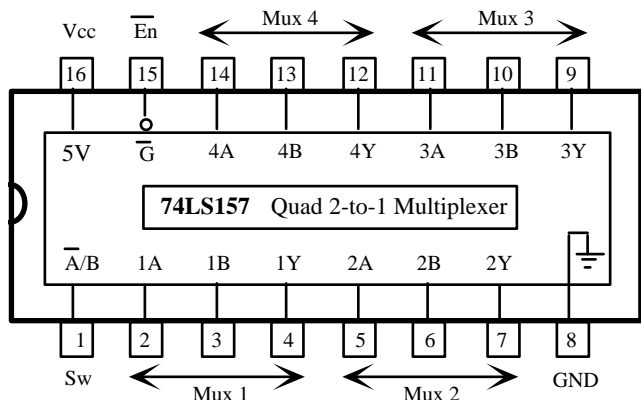 Mux 4 Mux 3
Vcc E̅n̅
16 15 14 13 12 11 10 9
5V G̅ 4A 4B 4Y 3A 3B 3Y
74LS157 Quad 2-to-1 Multiplexer
A̅/B 1A 1B 1Y 2A 2B 2Y
1 2 3 4 5 6 7 8
Sw GND
Mux 1 Mux 2